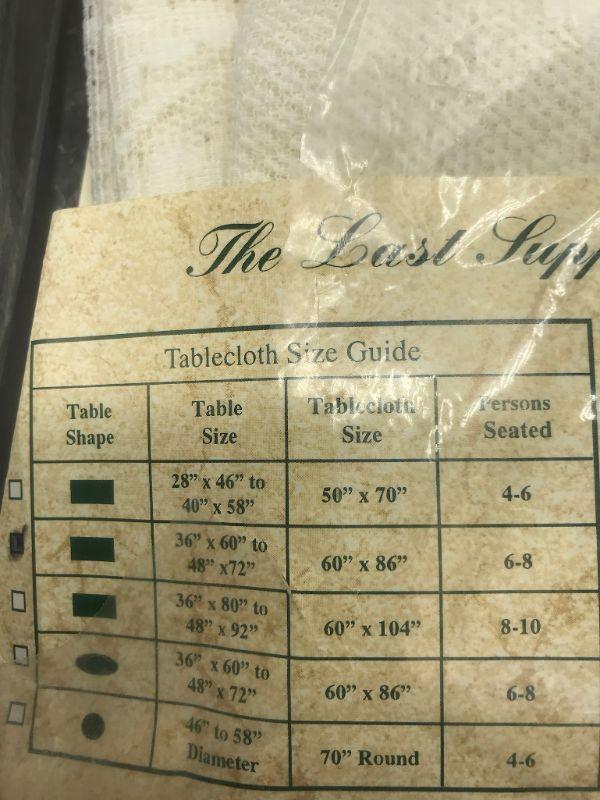 The Last Supp
Tablecloth Size Guide
Table Shape
Table Size
Tablecloth Size
Persons Seated
28” x 46” to
40” x 58”
50” x 70”
4-6
36” x 60” to
48” x72”
60” x 86”
6-8
36” x 80” to
48” x 92”
60” x 104”
8-10
36” x 60” to
48” x 72”
60” x 86”
6-8
46” to 58”
Diameter
70” Round
4-6